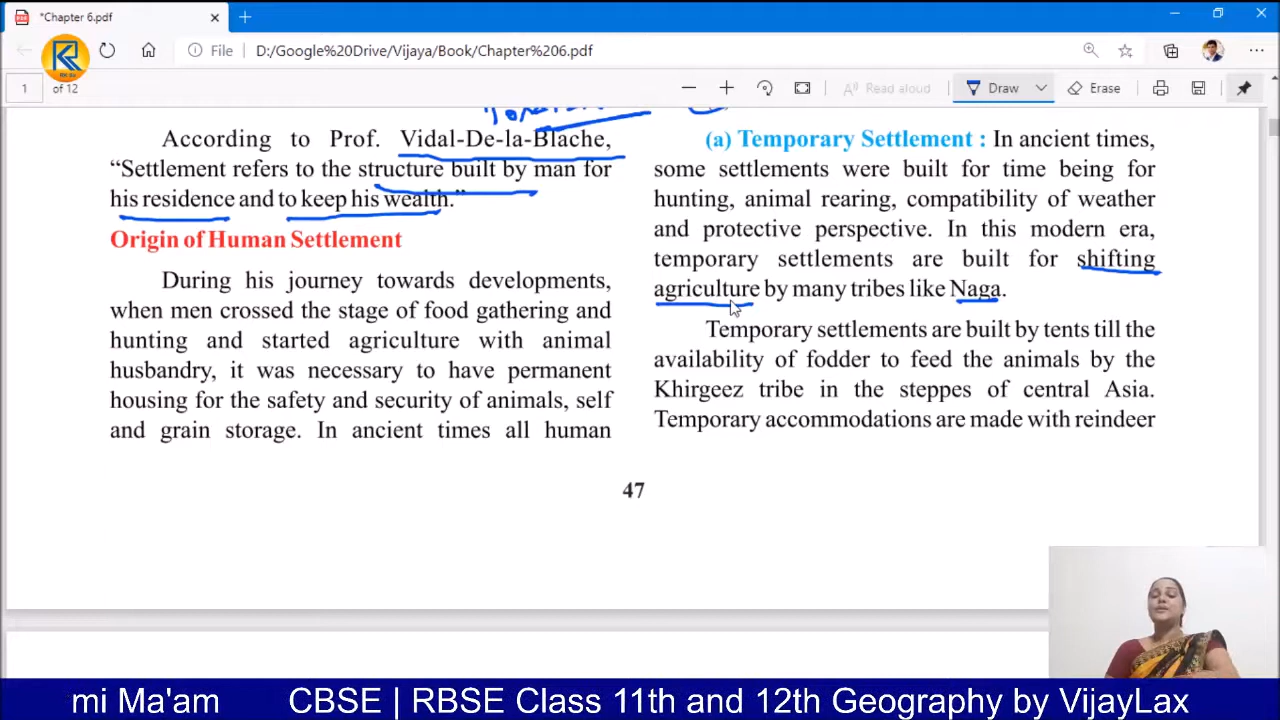 *Chapter 6.pdf
File
D:/Google%20Drive/Vijaya/Book/Chapter%206.pdf
1 of 12
Read aloud
Draw
Erase
According to Prof. Vidal-De-la-Blache,
“Settlement refers to the structure built by man for
his residence and to keep his wealth.”
Origin of Human Settlement
During his journey towards developments,
when men crossed the stage of food gathering and
hunting and started agriculture with animal
husbandry, it was necessary to have permanent
housing for the safety and security of animals, self
and grain storage. In ancient times all human
(a) Temporary Settlement : In ancient times,
some settlements were built for time being for
hunting, animal rearing, compatibility of weather
and protective perspective. In this modern era,
temporary settlements are built for shifting
agriculture by many tribes like Naga.
Temporary settlements are built by tents till the
availability of fodder to feed the animals by the
Khirgeez tribe in the steppes of central Asia.
Temporary accommodations are made with reindeer
47
mi Ma'am CBSE | RBSE Class 11th and 12th Geography by VijayLax